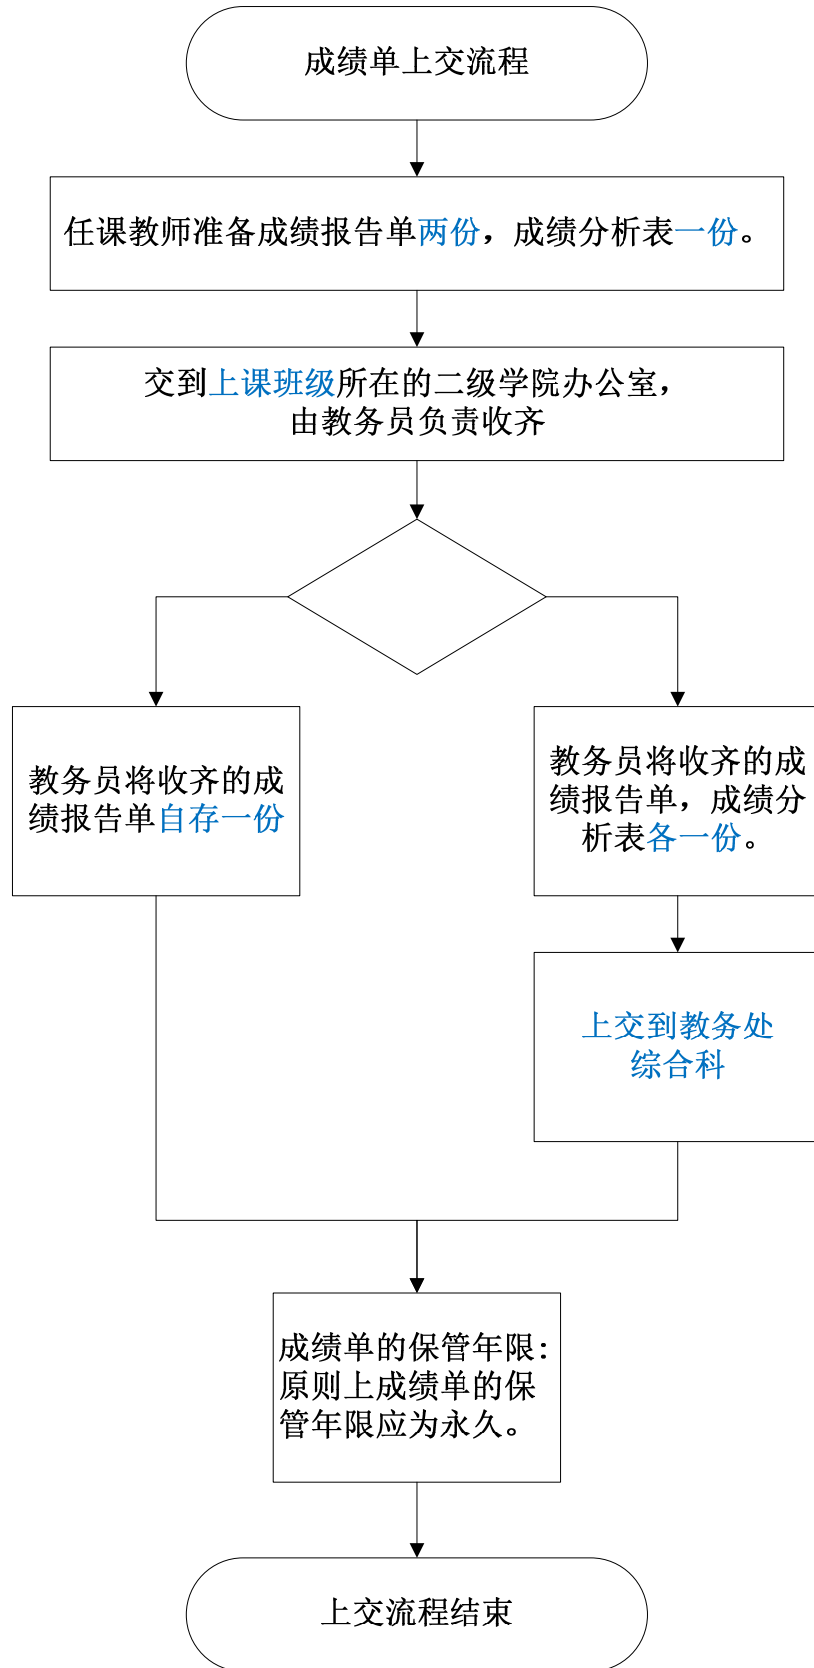 成绩单上交流程
任课教师准备成绩报告单两份，成绩分析表一份。
交到上课班级所在的二级学院办公室，
由教务员负责收齐
教务员将收齐的成
绩报告单自存一份
教务员将收齐的成
绩报告单，成绩分
析表各一份。
上交到教务处
综合科
成绩单的保管年限：
原则上成绩单的保
管年限应为永久。
上交流程结束